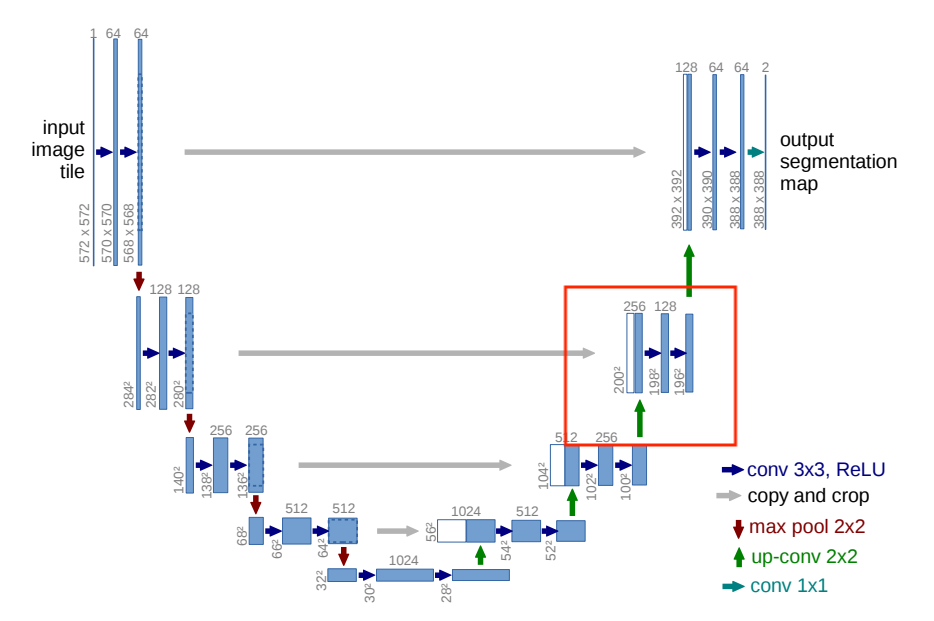 1 64 64
128 64 64 2
input
image
tile
output
segmentation
map
572 x 572
570 x 570
568 x 568
392 x 392
390 x 390
388 x 388
388 x 388
128 128
256 128
284²
282²
280²
200²
198²
196²
256 256
512 256
140²
138²
136²
104²
102²
100²
512 512
1024 512
68²
66²
64²
56²
54²
52²
1024
32²
30²
28²
conv 3x3, ReLU
copy and crop
max pool 2x2
up-conv 2x2
conv 1x1